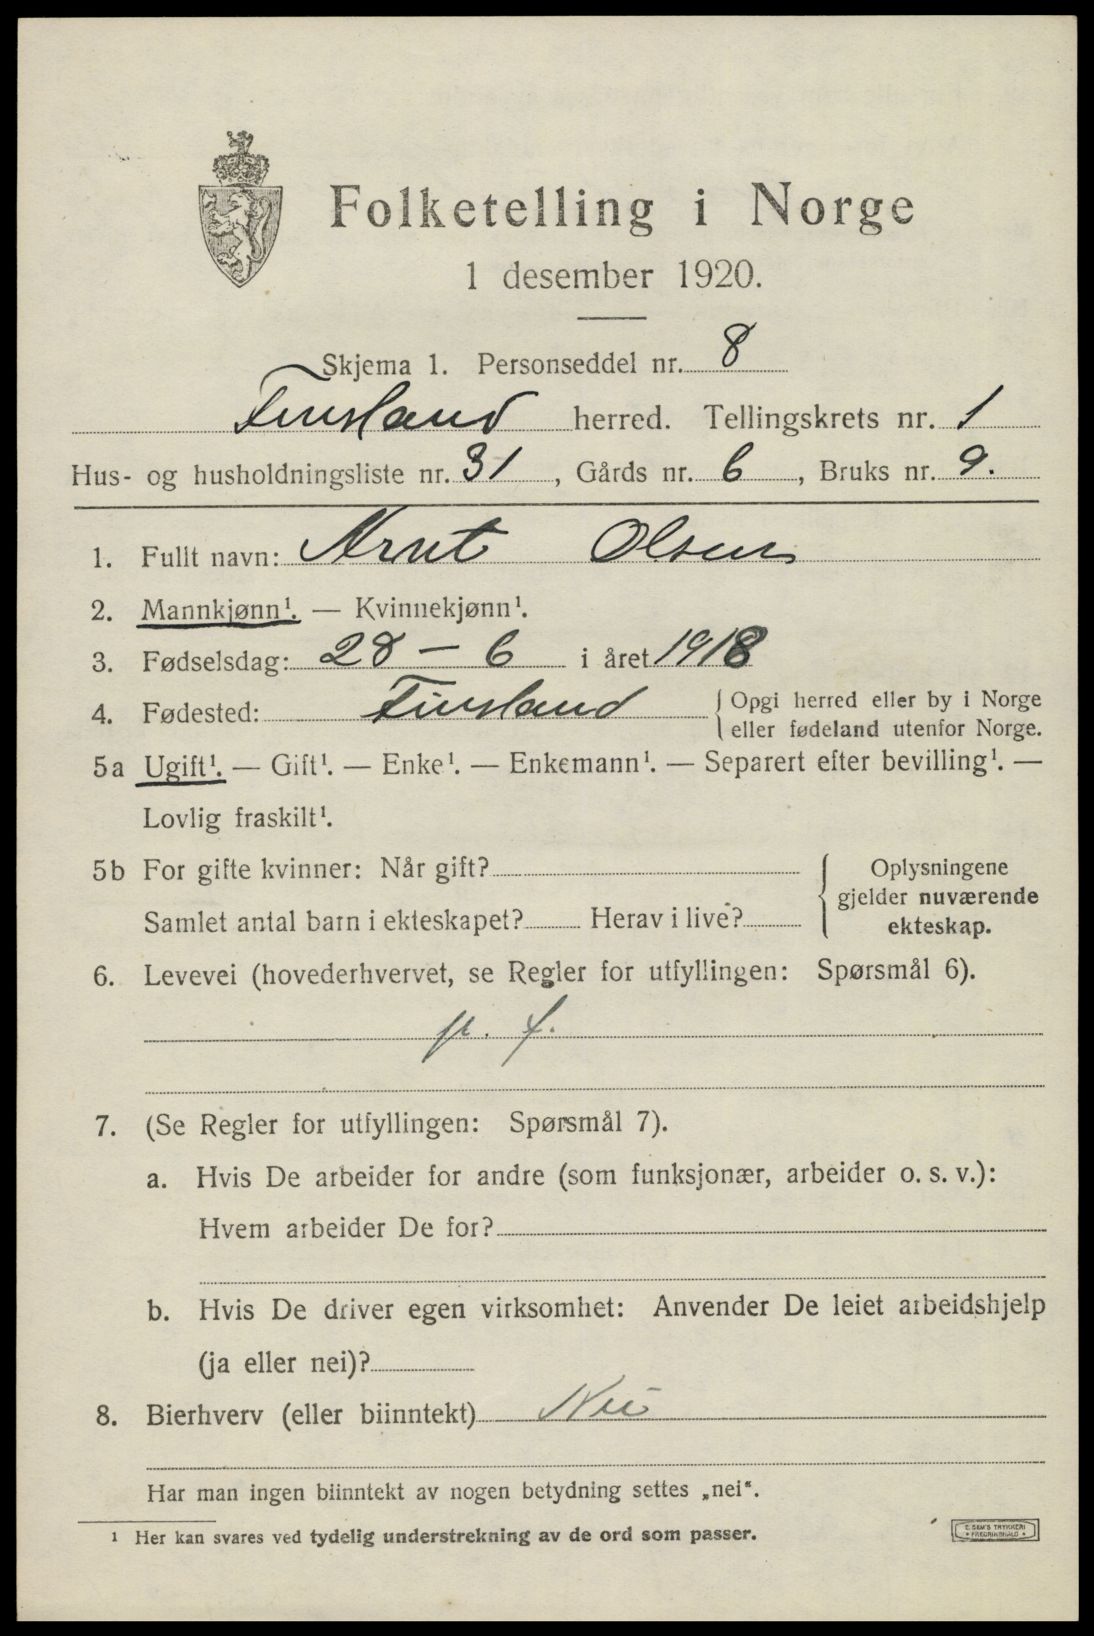 Folketelling i Norge
1 desember 1920.
Skjema 1. Personseddel nr. 8
Finsland herred. Tellingskrets nr. 1
Hus- og husholdningsliste nr. 31, Gårds nr. 6, Bruks nr. 9.
1. Fullt navn: Arnt Olsen
2. Mannkjønn¹. — Kvinnekjønn¹.
3. Fødselsdag: 28 – 6 i året 1918
4. Fødested: Finsland { Opgi herred eller by i Norge
eller fødeland utenfor Norge.
5a Ugift¹. — Gift¹. — Enke¹. — Enkemann¹. — Separert efter bevilling¹. —
Lovlig fraskilt¹.
5b For gifte kvinner: Når gift?
Samlet antal barn i ekteskapet? Herav i live?
Oplysningene
gjelder nuværende
ekteskap.
6. Levevei (hovederhvervet, se Regler for utfyllingen: Spørsmål 6).
p. f.
7. (Se Regler for utfyllingen: Spørsmål 7).
a. Hvis De arbeider for andre (som funksjonær, arbeider o. s. v.):
Hvem arbeider De for?
b. Hvis De driver egen virksomhet: Anvender De leiet arbeidshjelp
(ja eller nei)?
8. Bierhverv (eller biinntekt) Nei
Har man ingen biinntekt av nogen betydning settes „nei“.
¹ Her kan svares ved tydelig understrekning av de ord som passer.
E. SEM'S TRYKKERI
• FREDRIKSHALD •